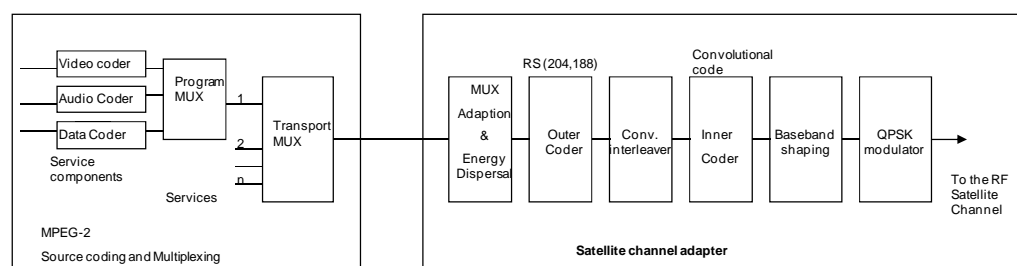 Video coder
Audio Coder
Data Coder
Service
components
Program
MUX
1
2
n
Services
Transport
MUX
MPEG-2
Source coding and Multiplexing
MUX
Adaption
&
Energy
Dispersal
RS (204,188)
Outer
Coder
Conv.
interleaver
Convolutional
code
Inner
Coder
Baseband
shaping
QPSK
modulator
To the RF
Satellite
Channel
Satellite channel adapter